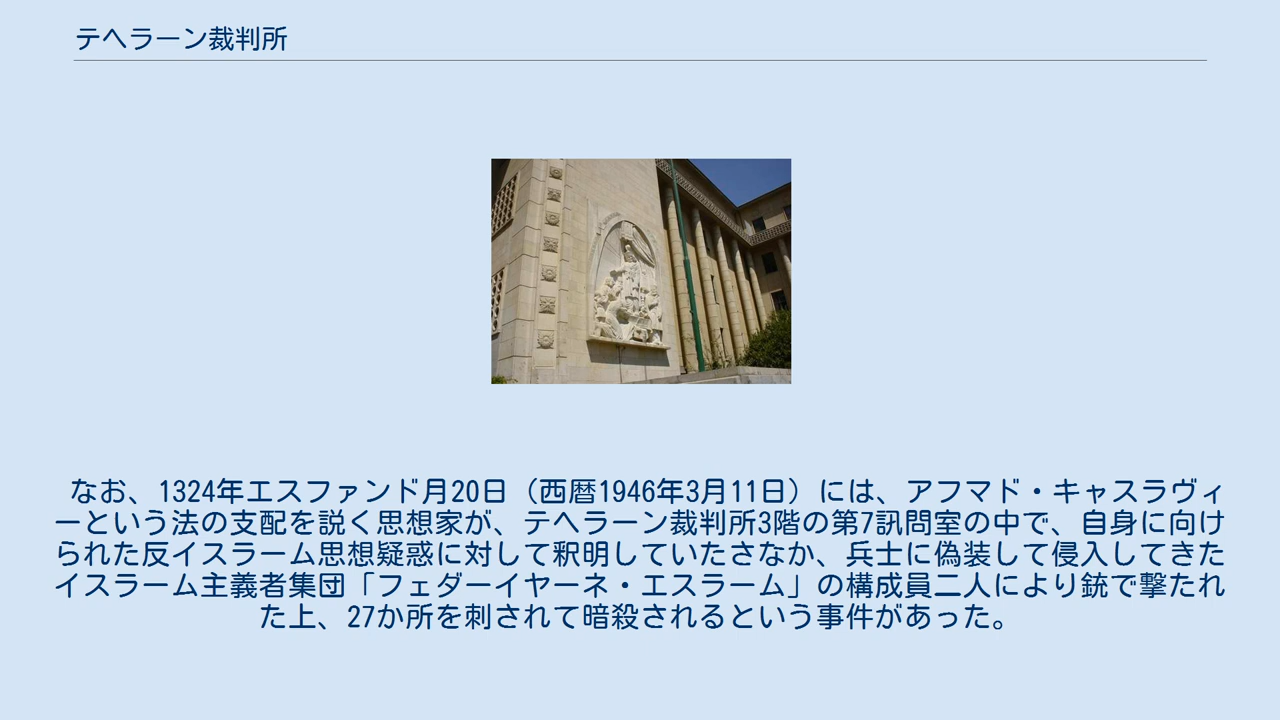 テヘラーン裁判所
なお、1324年エスファンド月20日（西暦1946年3月11日）には、アフマド・キャスラヴィ
ーという法の支配を説く思想家が、テヘラーン裁判所3階の第7訊問室の中で、自身に向け
られた反イスラーム思想疑惑に対して釈明していたさなか、兵士に偽装して侵入してきた
イスラーム主義者集団「フェダーイヤーネ・エスラーム」の構成員二人により銃で撃たれ
た上、27か所を刺されて暗殺されるという事件があった。